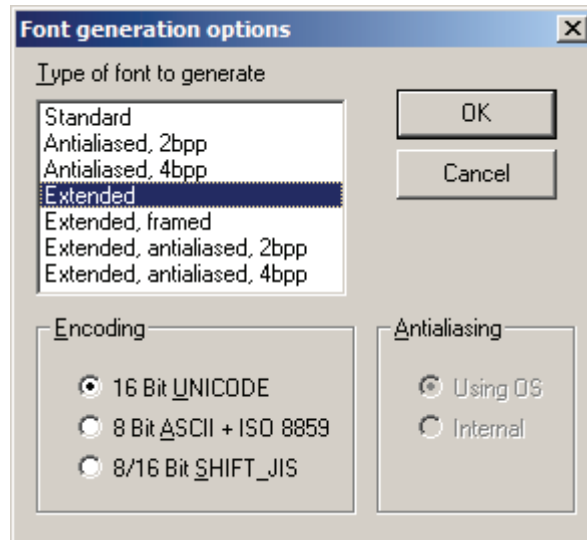 Font generation options
Type of font to generate
Standard
Antialiased, 2bpp
Antialiased, 4bpp
Extended
Extended, framed
Extended, antialiased, 2bpp
Extended, antialiased, 4bpp
OK
Cancel
Encoding
16 Bit UNICODE
8 Bit ASCII + ISO 8859
8/16 Bit SHIFT_JIS
Antialiasing
Using OS
Internal